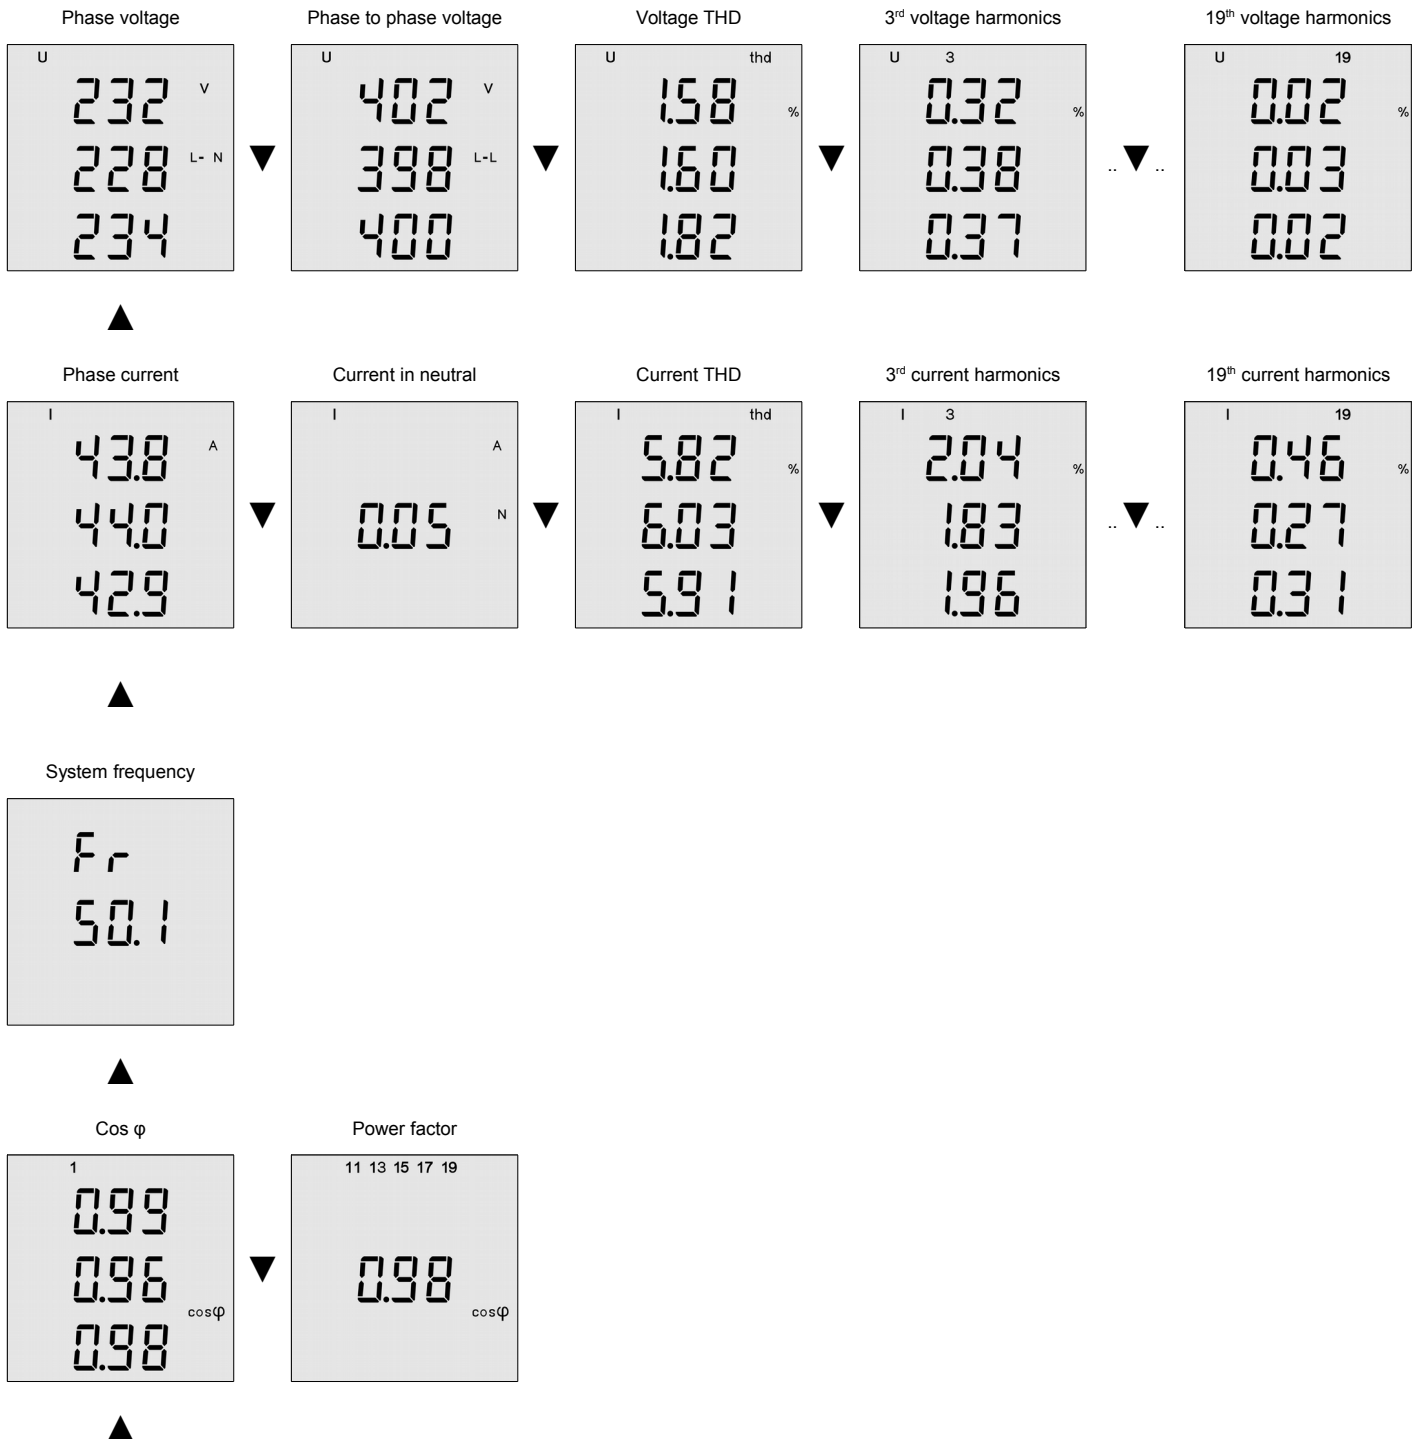 Phase voltage Phase to phase voltage Voltage THD 3rd voltage harmonics 19th voltage harmonics
U U U thd U 3 U 19
232 V 402 V 1.58 % 0.32 % 0.02 %
228 L- N 398 L-L 1.60 0.38 .. .. 0.03
234 400 1.82 0.37 0.02
Phase current Current in neutral Current THD 3rd current harmonics 19th current harmonics
I I I thd I 3 I 19
43.8 A A 5.82 % 2.04 % 0.46 %
44.0 0.05 N 6.03 1.83 .. .. 0.27
42.9 5.91 1.96 0.31
System frequency
Fr
50.1
Cos φ Power factor
1 11 13 15 17 19
0.99
0.96 cosφ 0.98 cosφ
0.98